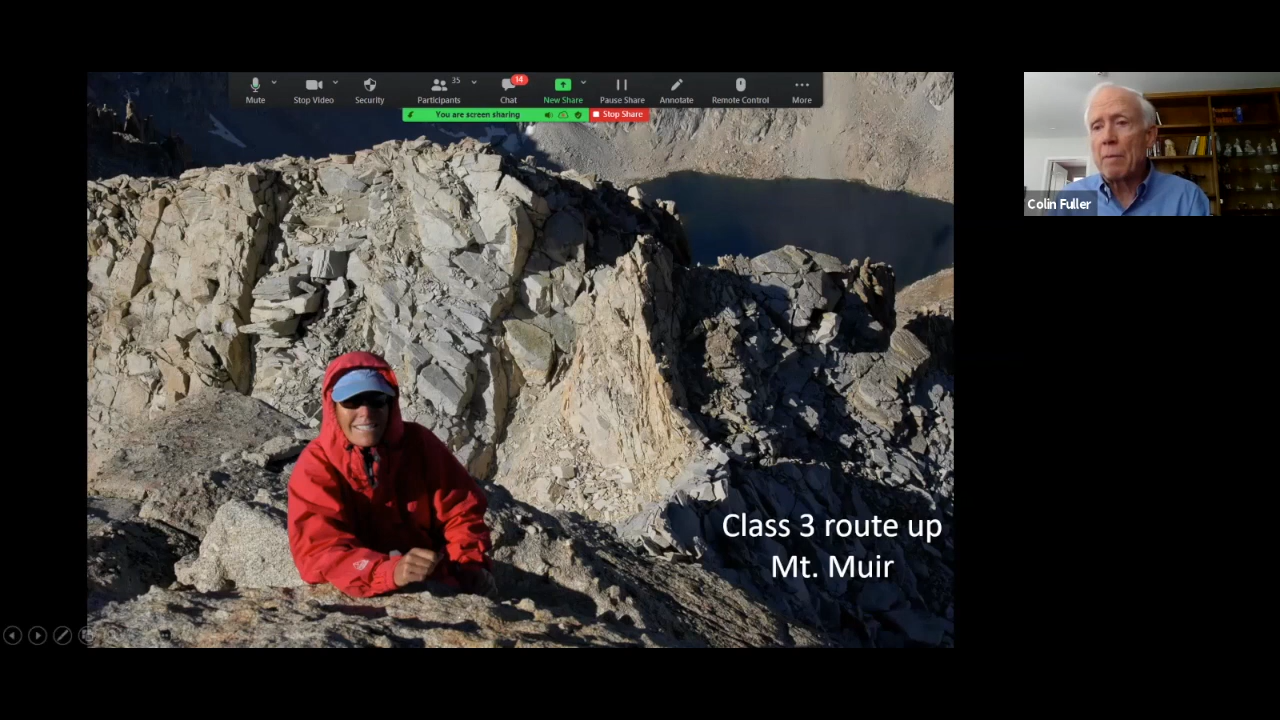 35
14
Mute
Stop Video
Security
Participants
Chat
New Share
Pause Share
Annotate
Remote Control
More
You are screen sharing
Stop Share
Colin Fuller
Class 3 route up
Mt. Muir